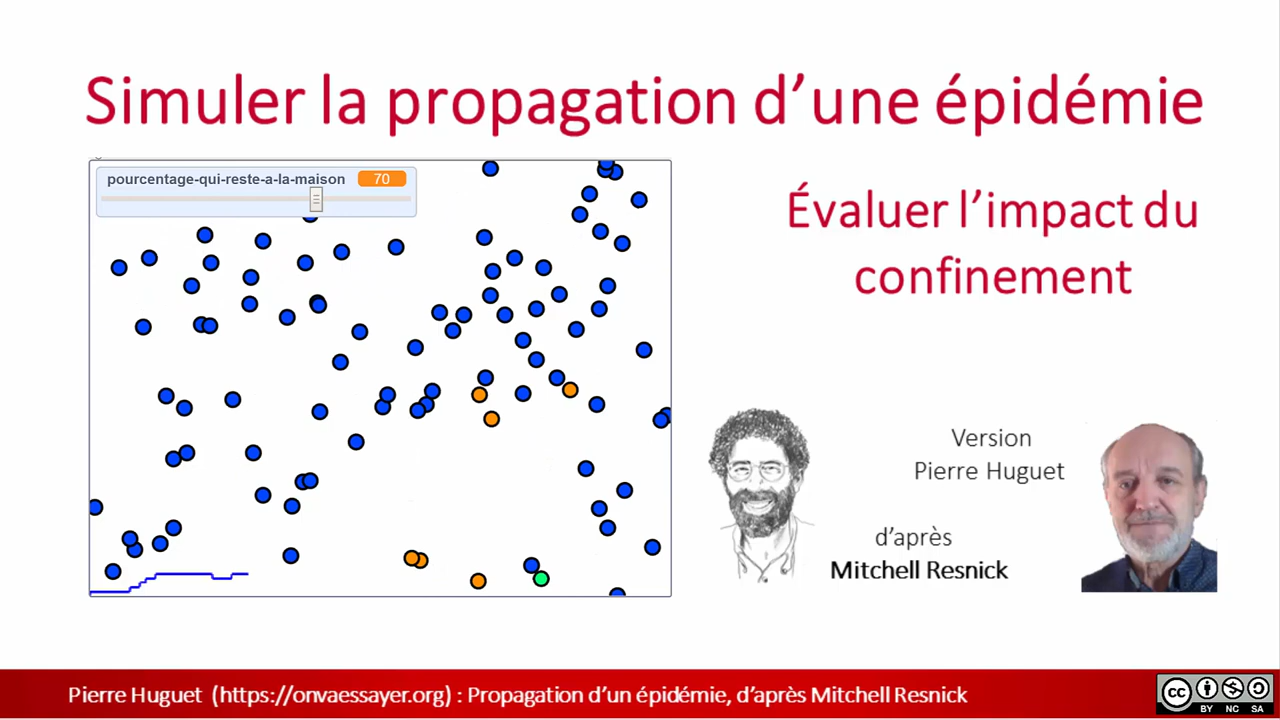 Simuler la propagation d’une épidémie
pourcentage-qui-reste-a-la-maison 70
Évaluer l’impact du
confinement
Version
Pierre Huguet
d’après
Mitchell Resnick
Pierre Huguet (https://onvaessayer.org) : Propagation d’un épidémie, d’après Mitchell Resnick
cc
BY NC SA